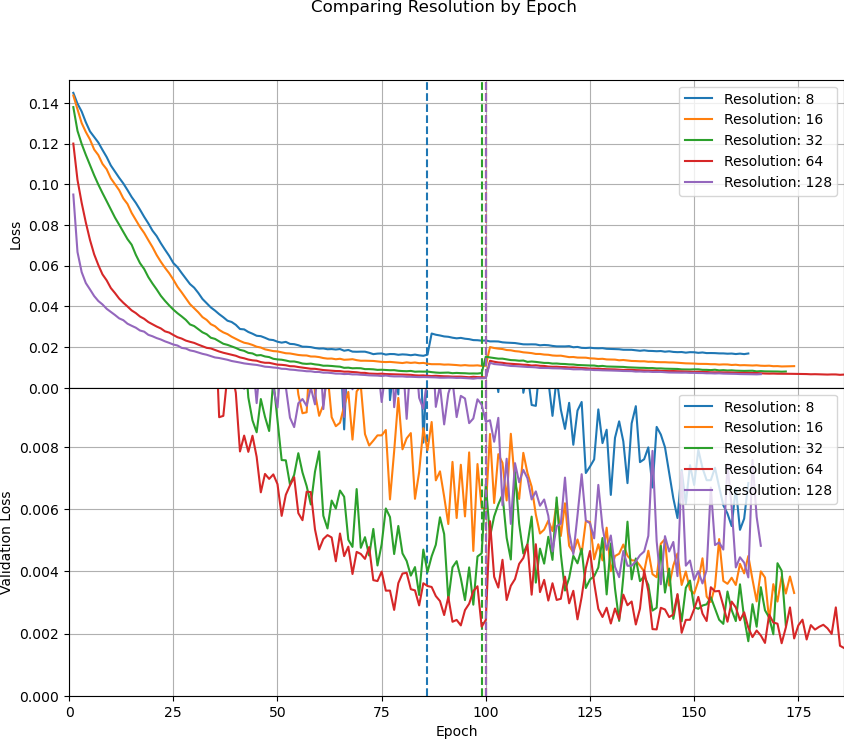 Comparing Resolution by Epoch
Loss
0.14
0.12
0.10
0.08
0.06
0.04
0.02
0.00
Resolution: 8
Resolution: 16
Resolution: 32
Resolution: 64
Resolution: 128
Validation Loss
0.008
0.006
0.004
0.002
0.000
Resolution: 8
Resolution: 16
Resolution: 32
Resolution: 64
Resolution: 128
0 25 50 75 100 125 150 175
Epoch